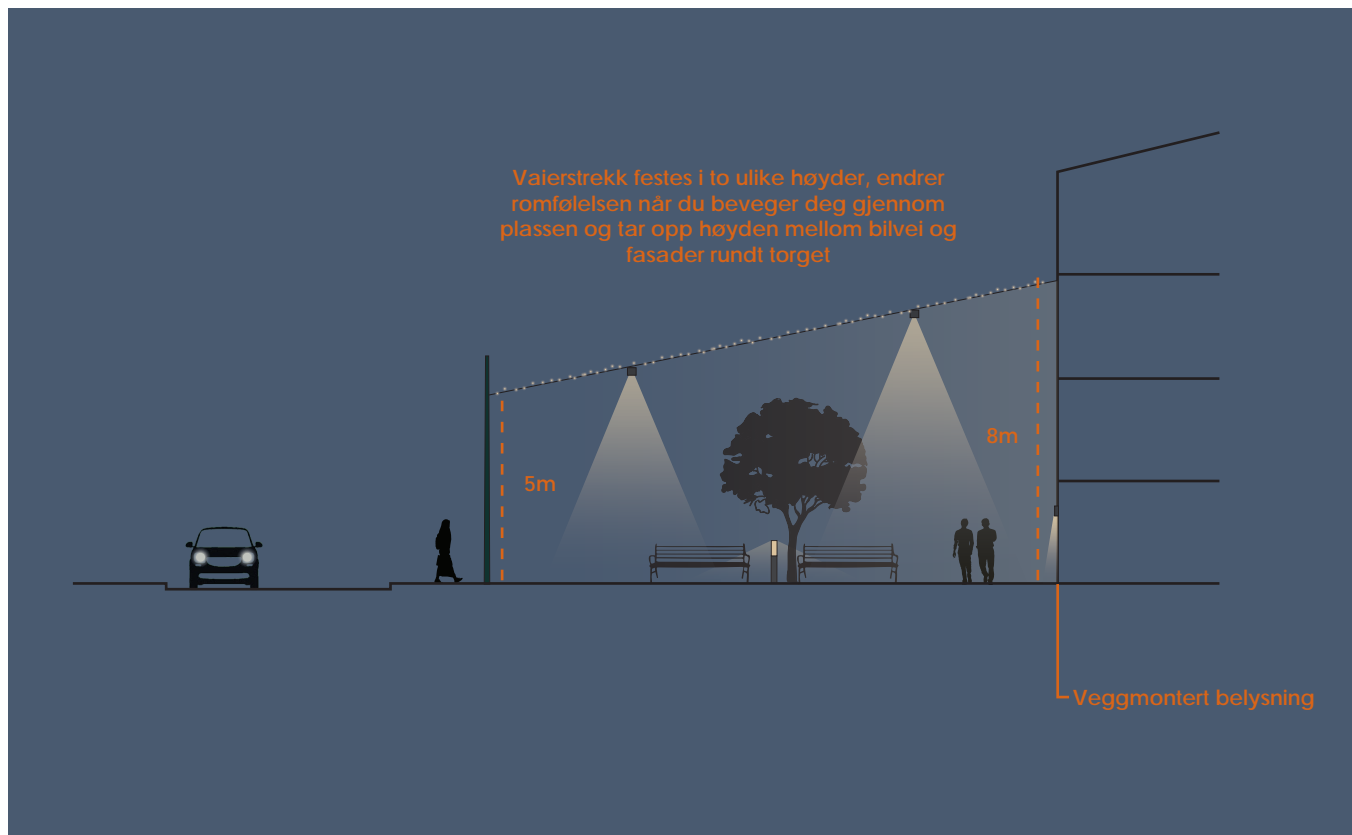 Vaierstrekk festes i to ulike høyder, endrer
romfølelsen når du beveger deg gjennom
plassen og tar opp høyden mellom bilvei og
fasader rundt torget
8m
5m
Veggmontert belysning